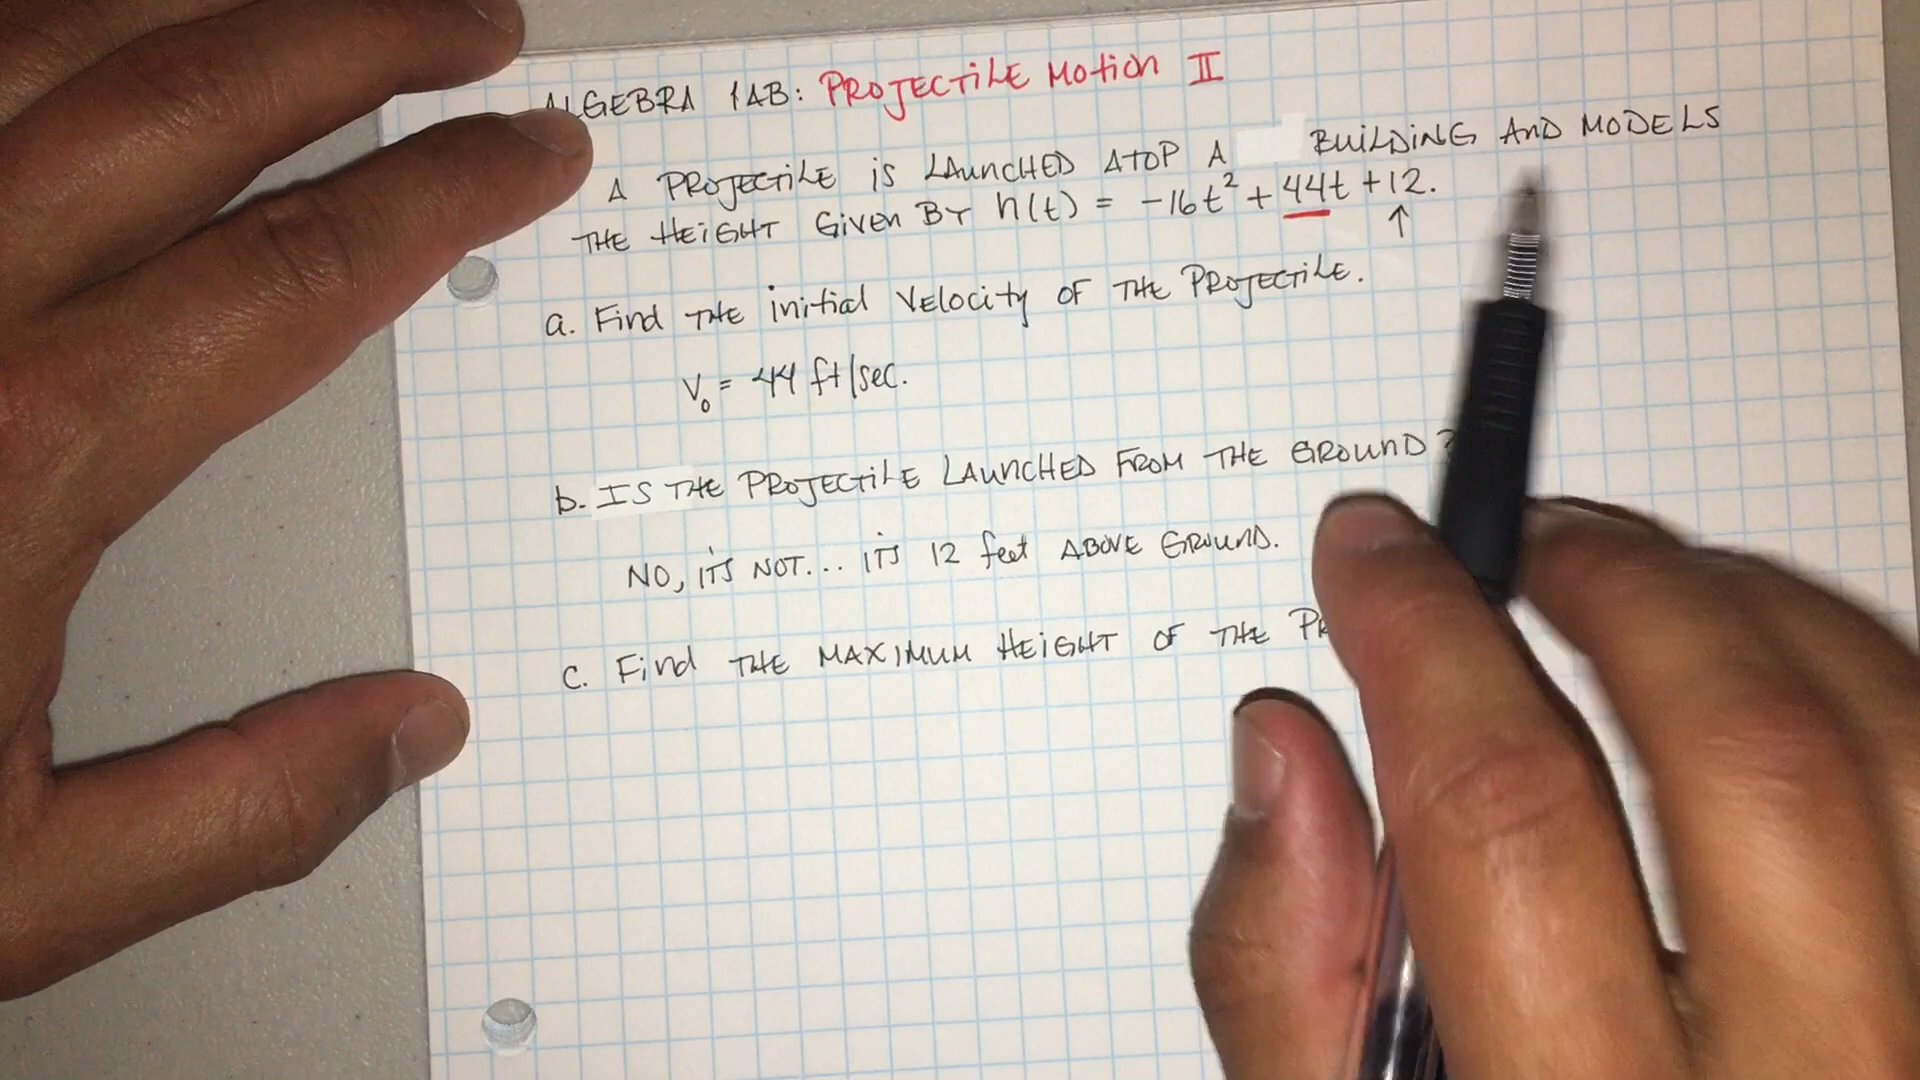 ALGEBRA 1AB: PROJECTILE MOTION II
A PROJECTILE IS LAUNCHED ATOP A BUILDING AND MODELS
THE HEIGHT GIVEN BY h(t) = -16t² + 44t + 12.
a. Find THE initial VELOCITY OF THE PROJECTILE.
V₀ = 44 ft/sec.
b. IS THE PROJECTILE LAUNCHED FROM THE GROUND?
NO, IT'S NOT... IT'S 12 feet ABOVE GROUND.
c. Find THE MAXIMUM HEIGHT OF THE